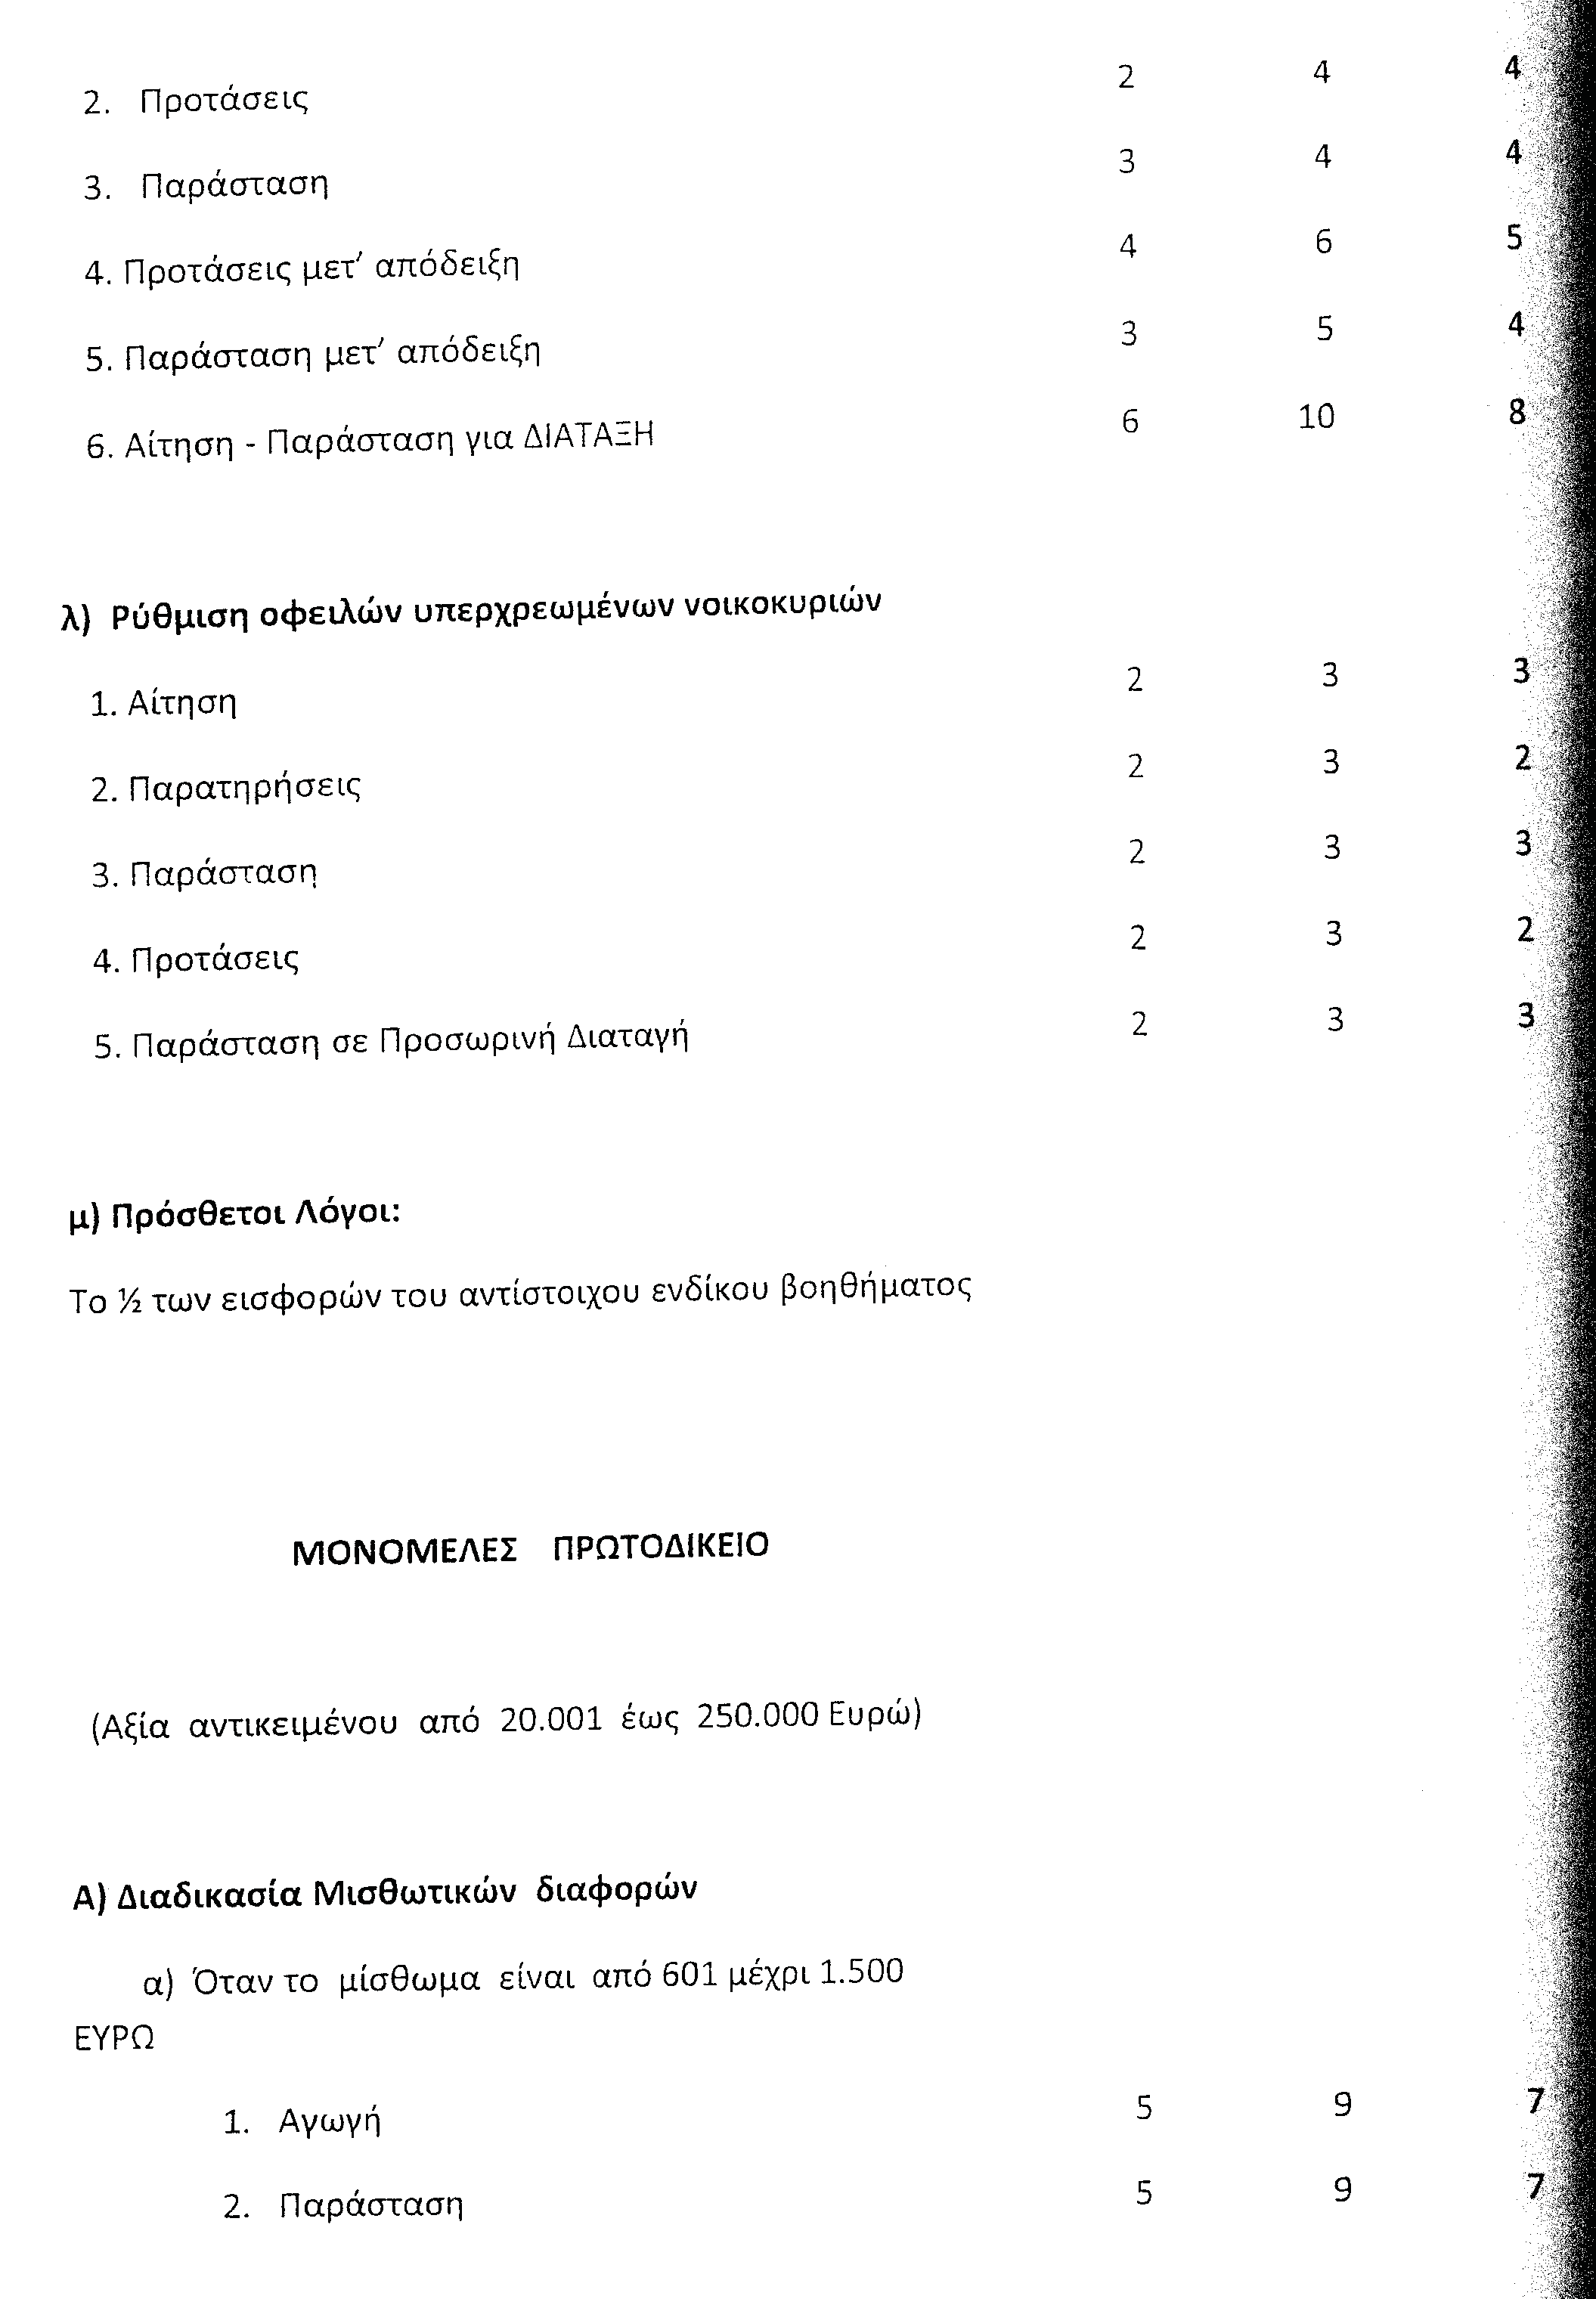 2. Προτάσεις 2 4 4
3. Παράσταση 3 4 4
4. Προτάσεις μετ’ απόδειξη 4 6 5
5. Παράσταση μετ’ απόδειξη 3 5 4
6. Αίτηση - Παράσταση για ΔΙΑΤΑΞΗ 6 10 8
λ) Ρύθμιση οφειλών υπερχρεωμένων νοικοκυριών
1. Αίτηση 2 3 3
2. Παρατηρήσεις 2 3 2
3. Παράσταση 2 3 3
4. Προτάσεις 2 3 2
5. Παράσταση σε Προσωρινή Διαταγή 2 3 3
μ) Πρόσθετοι Λόγοι:
Το ½ των εισφορών του αντίστοιχου ενδίκου βοηθήματος
ΜΟΝΟΜΕΛΕΣ ΠΡΩΤΟΔΙΚΕΙΟ
(Αξία αντικειμένου από 20.001 έως 250.000 Ευρώ)
Α) Διαδικασία Μισθωτικών διαφορών
α) Όταν το μίσθωμα είναι από 601 μέχρι 1.500
ΕΥΡΩ
1. Αγωγή 5 9 7
2. Παράσταση 5 9 7